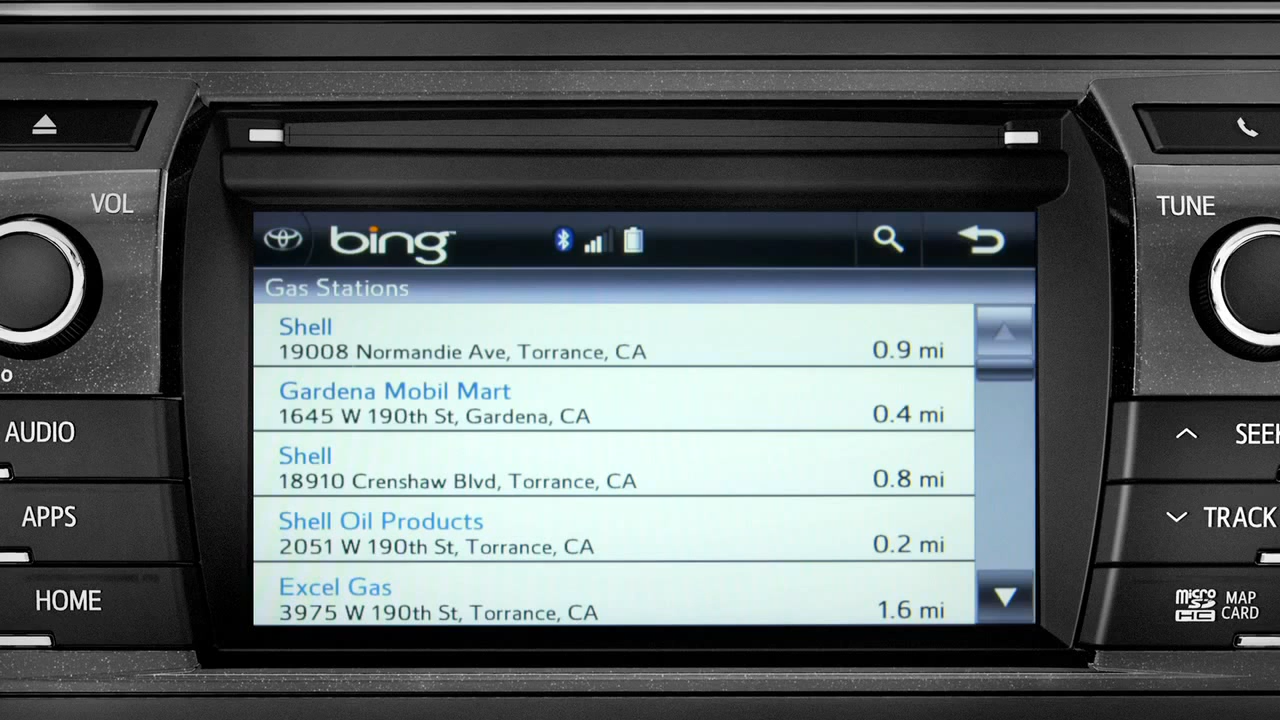 VOL
TUNE
bing
Gas Stations
Shell
19008 Normandie Ave, Torrance, CA
0.9 mi
Gardena Mobil Mart
1645 W 190th St, Gardena, CA
0.4 mi
Shell
18910 Crenshaw Blvd, Torrance, CA
0.8 mi
Shell Oil Products
2051 W 190th St, Torrance, CA
0.2 mi
Excel Gas
3975 W 190th St, Torrance, CA
1.6 mi
o
AUDIO
APPS
HOME
SEEK
TRACK
micro SD HC
MAP
CARD